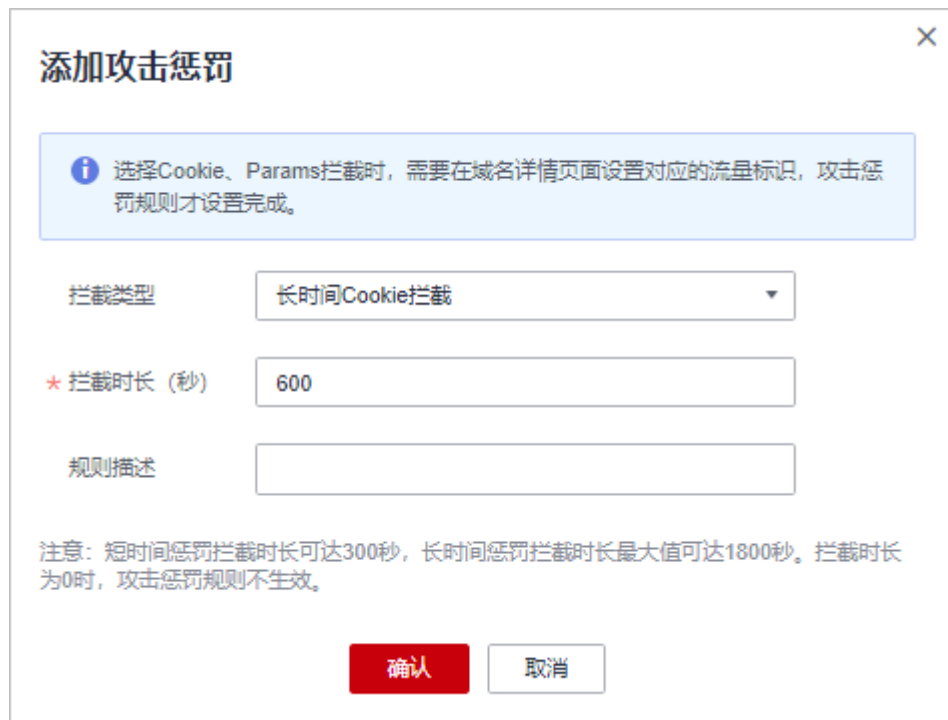 添加攻击惩罚
选择Cookie、Params拦截时，需要在域名详情页面设置对应的流量标识，攻击惩
罚规则才设置完成。
拦截类型 长时间Cookie拦截
* 拦截时长（秒） 600
规则描述
注意：短时间惩罚拦截时长可达300秒，长时间惩罚拦截时长最大值可达1800秒。拦截时长
为0时，攻击惩罚规则不生效。
确认 取消